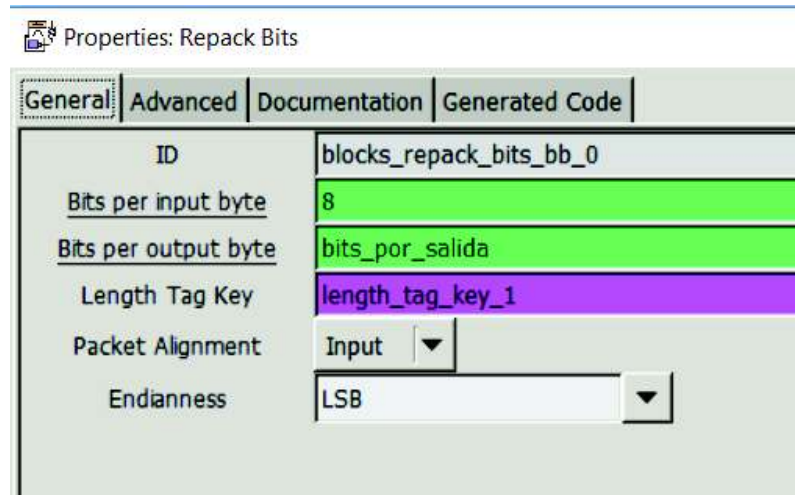 Properties: Repack Bits
General Advanced Documentation Generated Code
ID blocks_repack_bits_bb_0
Bits per input byte 8
Bits per output byte bits_por_salida
Length Tag Key length_tag_key_1
Packet Alignment Input
Endianness LSB